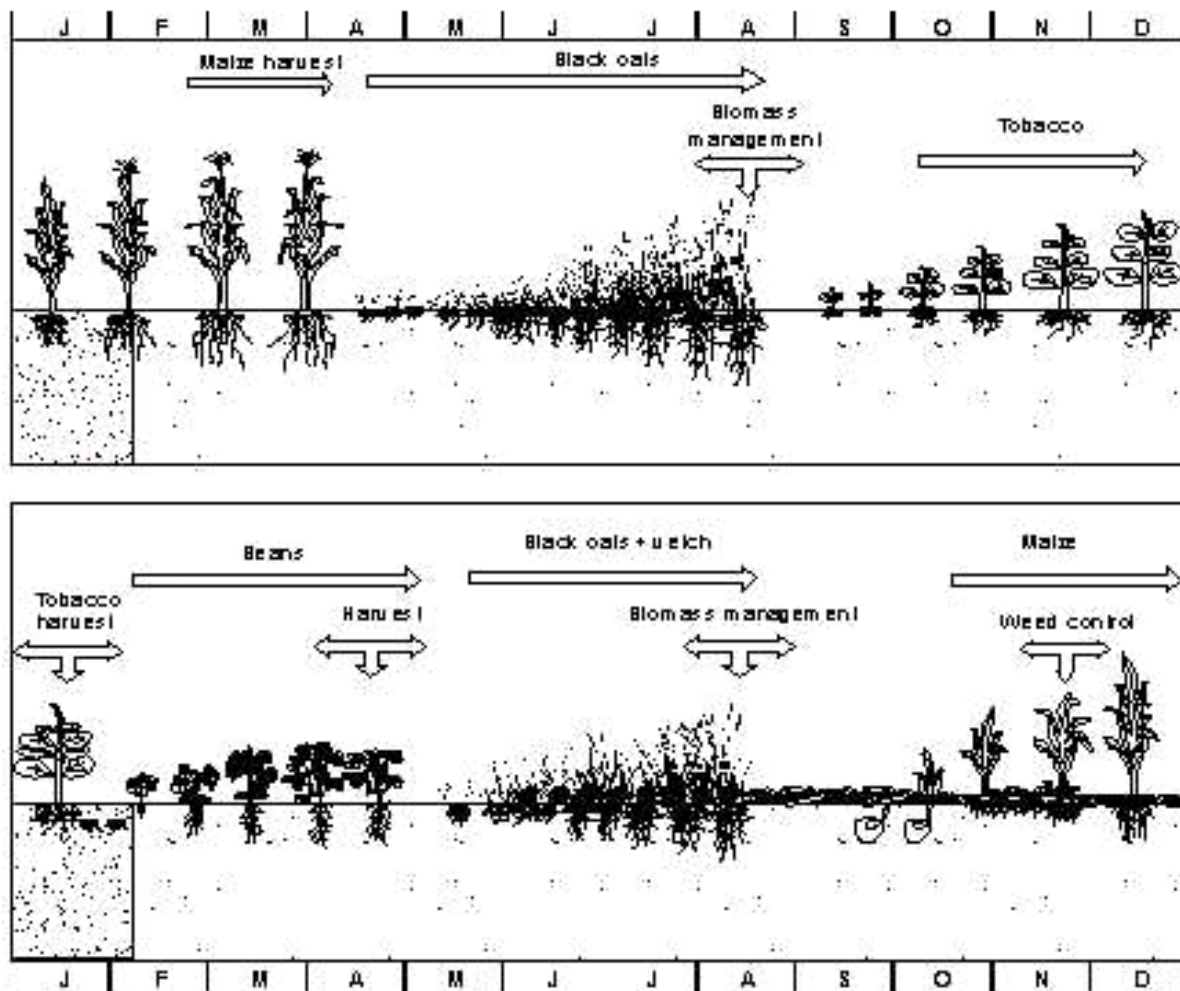 J F M A M J J A S O N D
Maize harvest
Black oats
Biomass
management
Tobacco
Beans
Black oats + vetch
Maize
Tobacco
harvest
Harvest
Biomass management
Weed control
J F M A M J J A S O N D